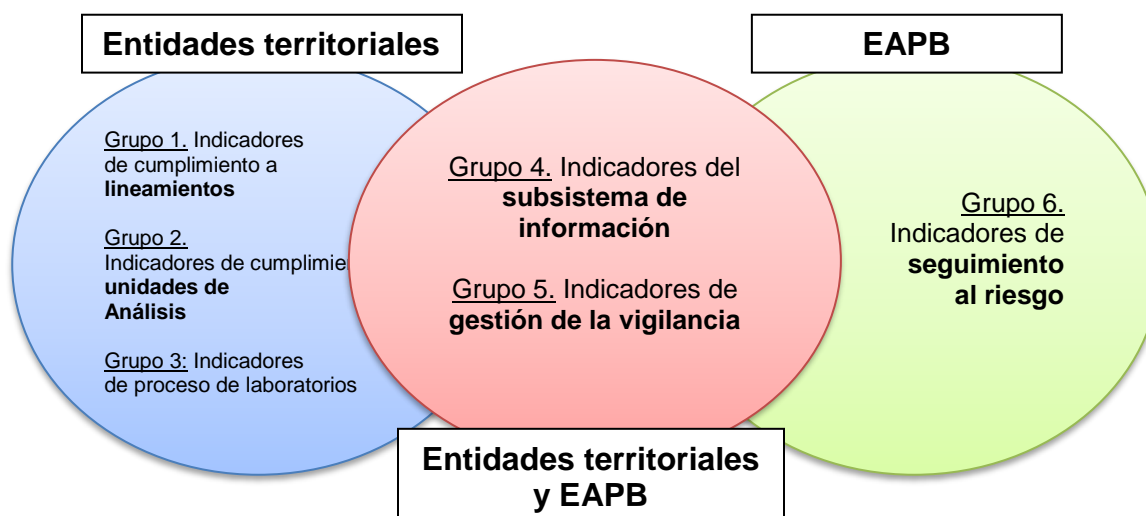 Entidades territoriales
EAPB
Grupo 1. Indicadores
de cumplimiento a
lineamientos
Grupo 2.
Indicadores de
unidades de
Análisis
Grupo 3: Indicadores
de proceso de laboratorios
Grupo 4. Indicadores del
subsistema de
información
Grupo 5. Indicadores de
gestión de la vigilancia
Grupo 6.
Indicadores de
seguimiento
al riesgo
Entidades territoriales
y EAPB